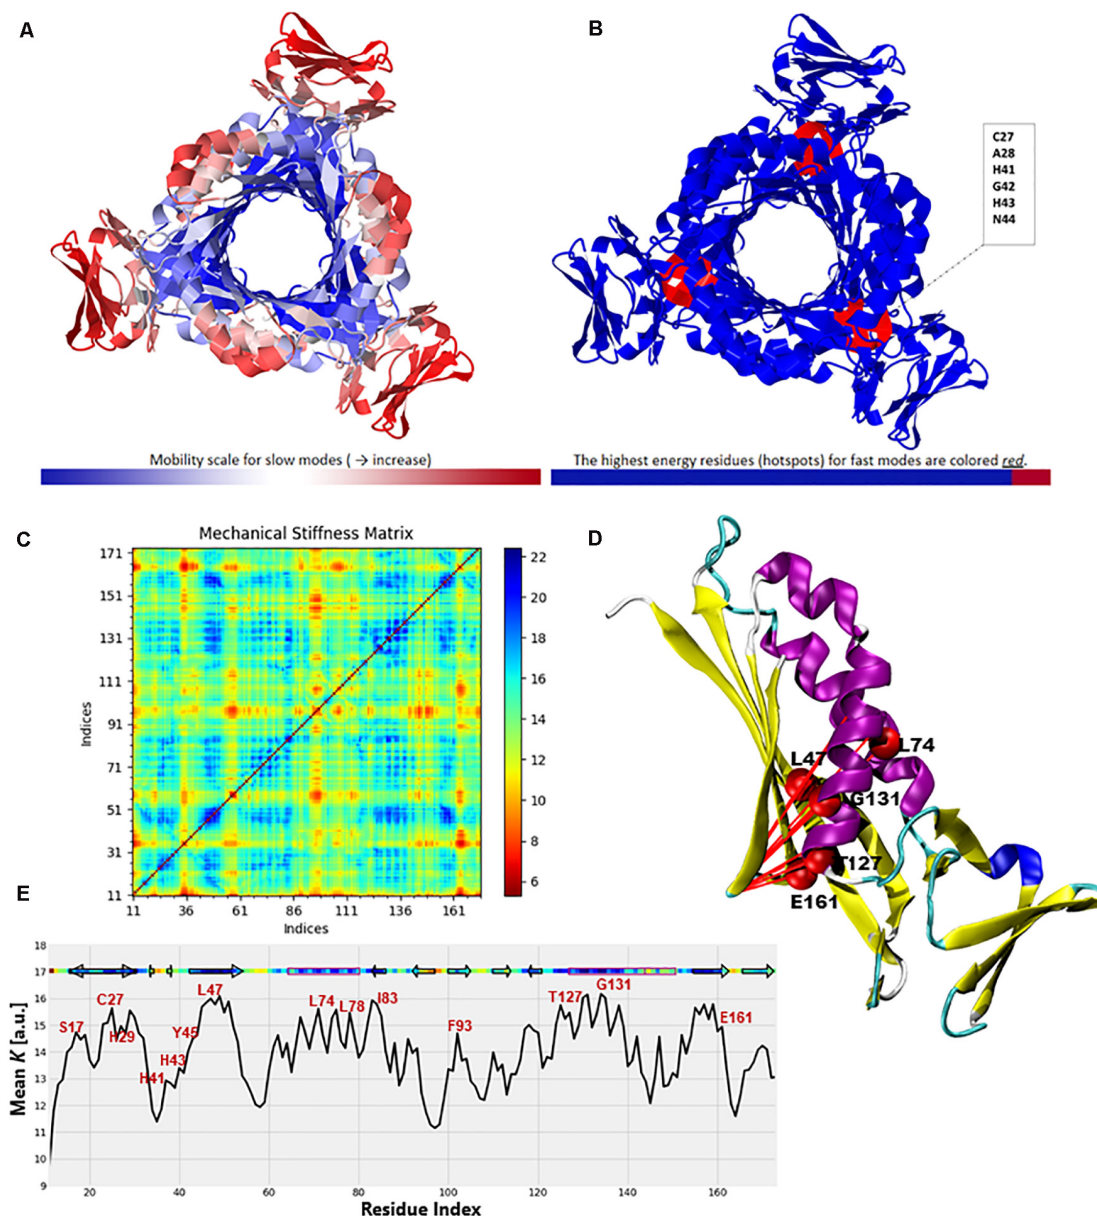 A
B
C27
A28
H41
G42
H43
N44
Mobility scale for slow modes ( → increase)
The highest energy residues (hotspots) for fast modes are colored red.
C
Mechanical Stiffness Matrix
D
171
151
131
111
91
71
51
31
11
Indices
11 36 61 86 111 136 161
Indices
22
20
18
16
14
12
10
8
6
L74
L47
G131
T127
E161
E
18
17
16
15
14
13
12
11
10
9
Mean K [a.u.]
S17
C27
H29
H41
H43
Y45
L47
L74
L78
I83
F93
T127
G131
E161
20 40 60 80 100 120 140 160
Residue Index